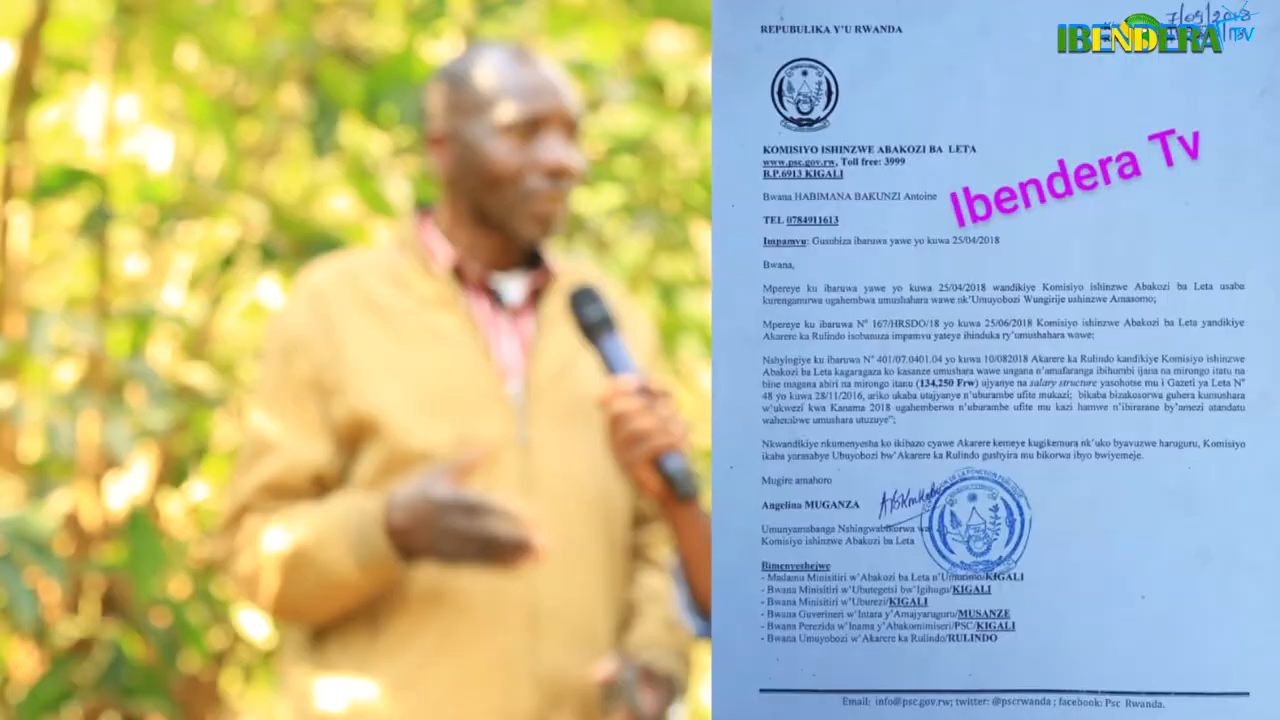 7/09/2018
IBENDERA TV
REPUBULIKA Y'U RWANDA
KOMISIYO ISHINZWE ABAKOZI BA LETA
www.psc.gov.rw, Toll free: 3999
B.P.6913 KIGALI
Ibendera Tv
Bwana HABIMANA BAKUNZI Antoine
TEL 0784911613
Impamvu: Gusubiza ibaruwa yawe yo kuwa 25/04/2018
Bwana,
Mpereye ku ibaruwa yawe yo kuwa 25/04/2018 wandikiye Komisiyo ishinzwe Abakozi ba Leta usaba
kurenganurwa ugahembwa umushahara wawe nk'Umuyobozi Wungirije ushinzwe Amasomo;
Mpereye ku ibaruwa N° 167/HRSDO/18 yo kuwa 25/06/2018 Komisiyo ishinzwe Abakozi ba Leta yandikiye
Akarere ka Rulindo isobanuza impamvu yateye ihinduka ry'umushahara wawe;
Nshyingiye ku ibaruwa N° 401/07.0401.04 yo kuwa 10/082018 Akarere ka Rulindo kandikiye Komisiyo ishinzwe
Abakozi ba Leta kagaragaza ko kasanze umushara wawe ungana n'amafaranga ibihumbi ijana na mirongo itatu na
bine magana abiri na mirongo itanu (134,250 Frw) ujyanye na salary structure yasohotse mu i Gazeti ya Leta N°
48 yo kuwa 28/11/2016, ariko ukaba utajyanye n'uburambe ufite mukazi; bikaba bizakosorwa guhera kumushara
w'ukwezi kwa Kanama 2018 ugahemberwa n'uburambe ufite mu kazi hamwe n'ibirarane by'amezi atandatu
wahembwe umushara utuzuye";
Nkwandikiye nkumenyesha ko ikibazo cyawe Akarere kemeye kugikemura nk'uko byavuzwe haruguru, Komisiyo
ikaba yarasabye Ubuyobozi bw'Akarere ka Rulindo gushyira mu bikorwa ibyo bwiyemeje.
Mugire amahoro
Angelina MUGANZA
Umunyamabanga Nshingwabikorwa wa
Komisiyo ishinzwe Abakozi ba Leta
Bimenyeshejwe
- Madamu Minisitiri w'Abakozi ba Leta n'Umurimo/KIGALI
- Bwana Minisitiri w'Ubutegetsi bw'Igihugu/KIGALI
- Bwana Minisitiri w'Uburezi/KIGALI
- Bwana Guverineri w'Intara y'Amajyaruguru/MUSANZE
- Bwana Perezida w'Inama y'Abakomimiseri/PSC/KIGALI
- Bwana Umuyobozi w'Akarere ka Rulindo/RULINDO
Email: info@psc.gov.rw; twitter: @pscrwanda ; facebook: Psc Rwanda.